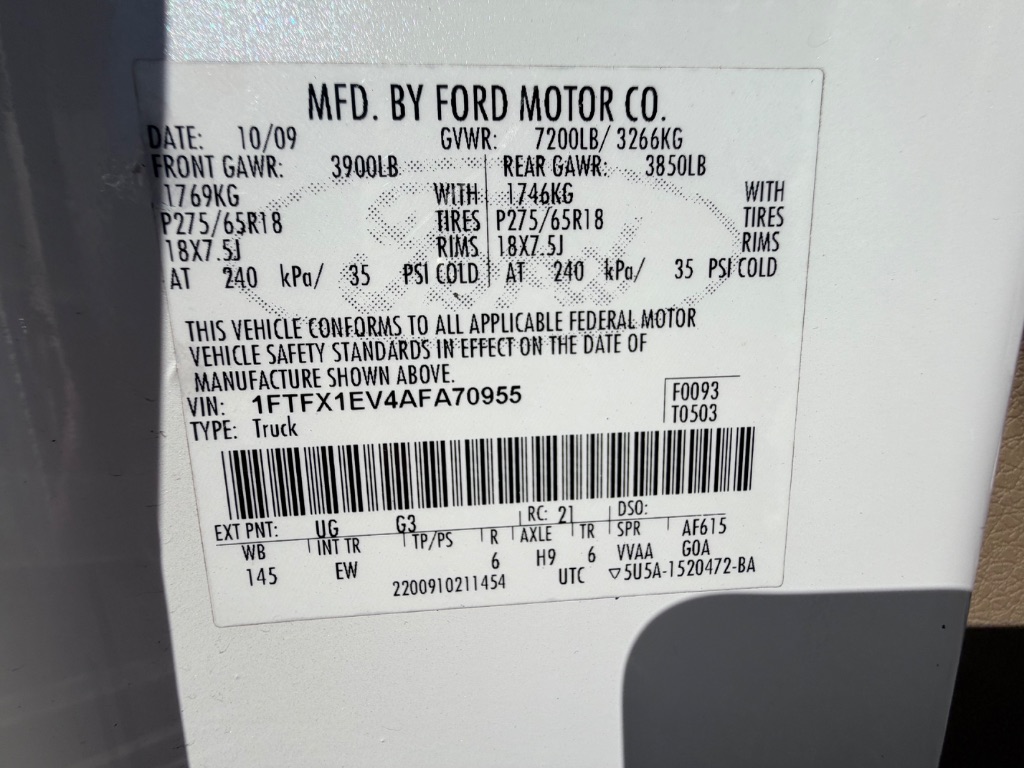 MFD. BY FORD MOTOR CO.
DATE: 10/09 GVWR: 7200LB/ 3266KG
FRONT GAWR: 3900LB REAR GAWR: 3850LB
1769KG WITH 1746KG WITH
P275/65R18 TIRES P275/65R18 TIRES
18X7.5J RIMS 18X7.5J RIMS
AT 240 kPa/ 35 PSI COLD AT 240 kPa/ 35 PSI COLD
THIS VEHICLE CONFORMS TO ALL APPLICABLE FEDERAL MOTOR
VEHICLE SAFETY STANDARDS IN EFFECT ON THE DATE OF
MANUFACTURE SHOWN ABOVE.
VIN: 1FTFX1EV4AFA70955 F0093
TYPE: Truck T0503
EXT PNT: UG G3 RC: 21 DSO:
WB INT TR TP/PS R AXLE TR SPR AF615
145 EW 6 H9 6 VVAA GOA
2200910211454 UTC ▽5U5A-1520472-BA